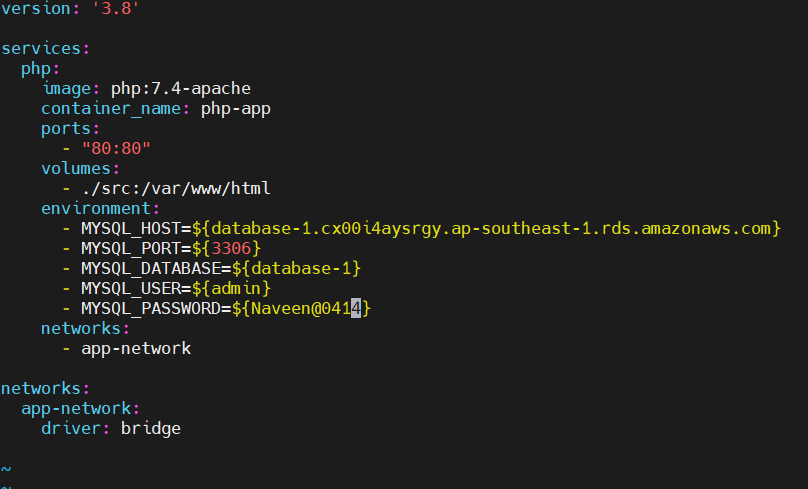 version: '3.8'
services:
  php:
    image: php:7.4-apache
    container_name: php-app
    ports:
      - "80:80"
    volumes:
      - ./src:/var/www/html
    environment:
      - MYSQL_HOST=${database-1.cx00i4aysrgy.ap-southeast-1.rds.amazonaws.com}
      - MYSQL_PORT=${3306}
      - MYSQL_DATABASE=${database-1}
      - MYSQL_USER=${admin}
      - MYSQL_PASSWORD=${Naveen@0414}
    networks:
      - app-network
networks:
  app-network:
    driver: bridge
~
~